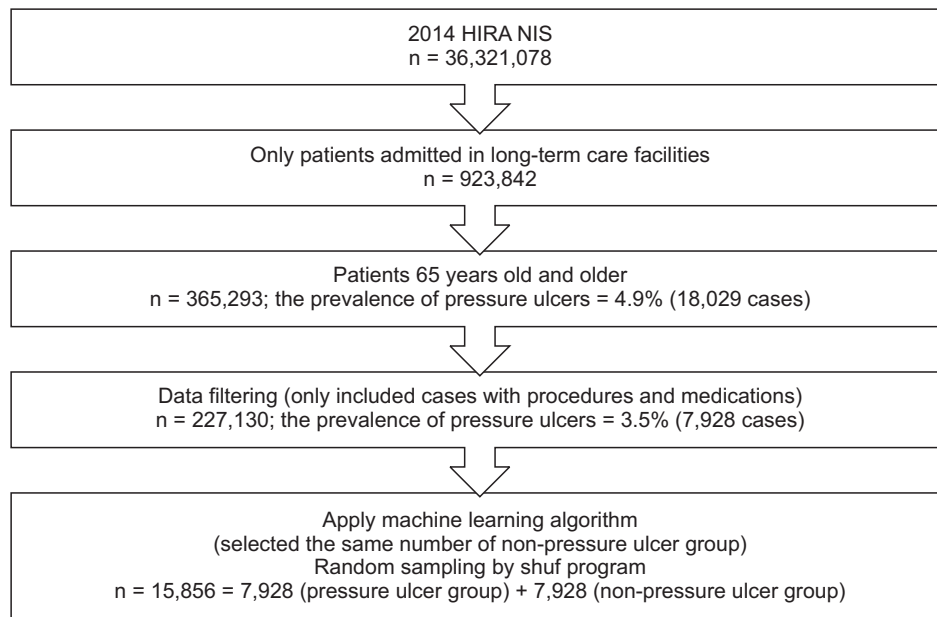 2014 HIRA NIS
n = 36,321,078
Only patients admitted in long-term care facilities
n = 923,842
Patients 65 years old and older
n = 365,293; the prevalence of pressure ulcers = 4.9% (18,029 cases)
Data filtering (only included cases with procedures and medications)
n = 227,130; the prevalence of pressure ulcers = 3.5% (7,928 cases)
Apply machine learning algorithm
(selected the same number of non-pressure ulcer group)
Random sampling by shuf program
n = 15,856 = 7,928 (pressure ulcer group) + 7,928 (non-pressure ulcer group)